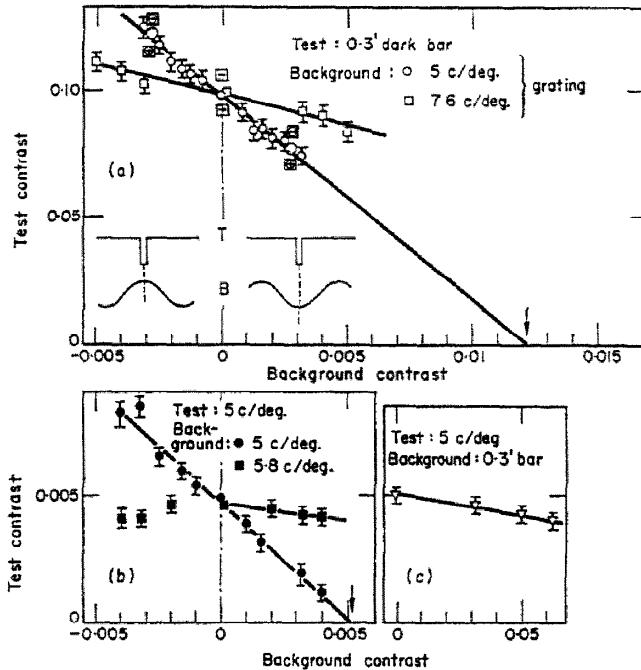 (a)
Test : 0·3' dark bar
Background : ○ 5 c/deg.
□ 7·6 c/deg.
grating
Test contrast
0·10
0·05
0
T
B
-0·005
0
0·005
0·01
0·015
Background contrast
(b)
Test : 5 c/deg.
Back-
ground : ● 5 c/deg.
■ 5·8 c/deg.
Test contrast
0·005
0
-0·005
0
0·005
Background contrast
(c)
Test : 5 c/deg
Background : 0·3' bar
0
0·05